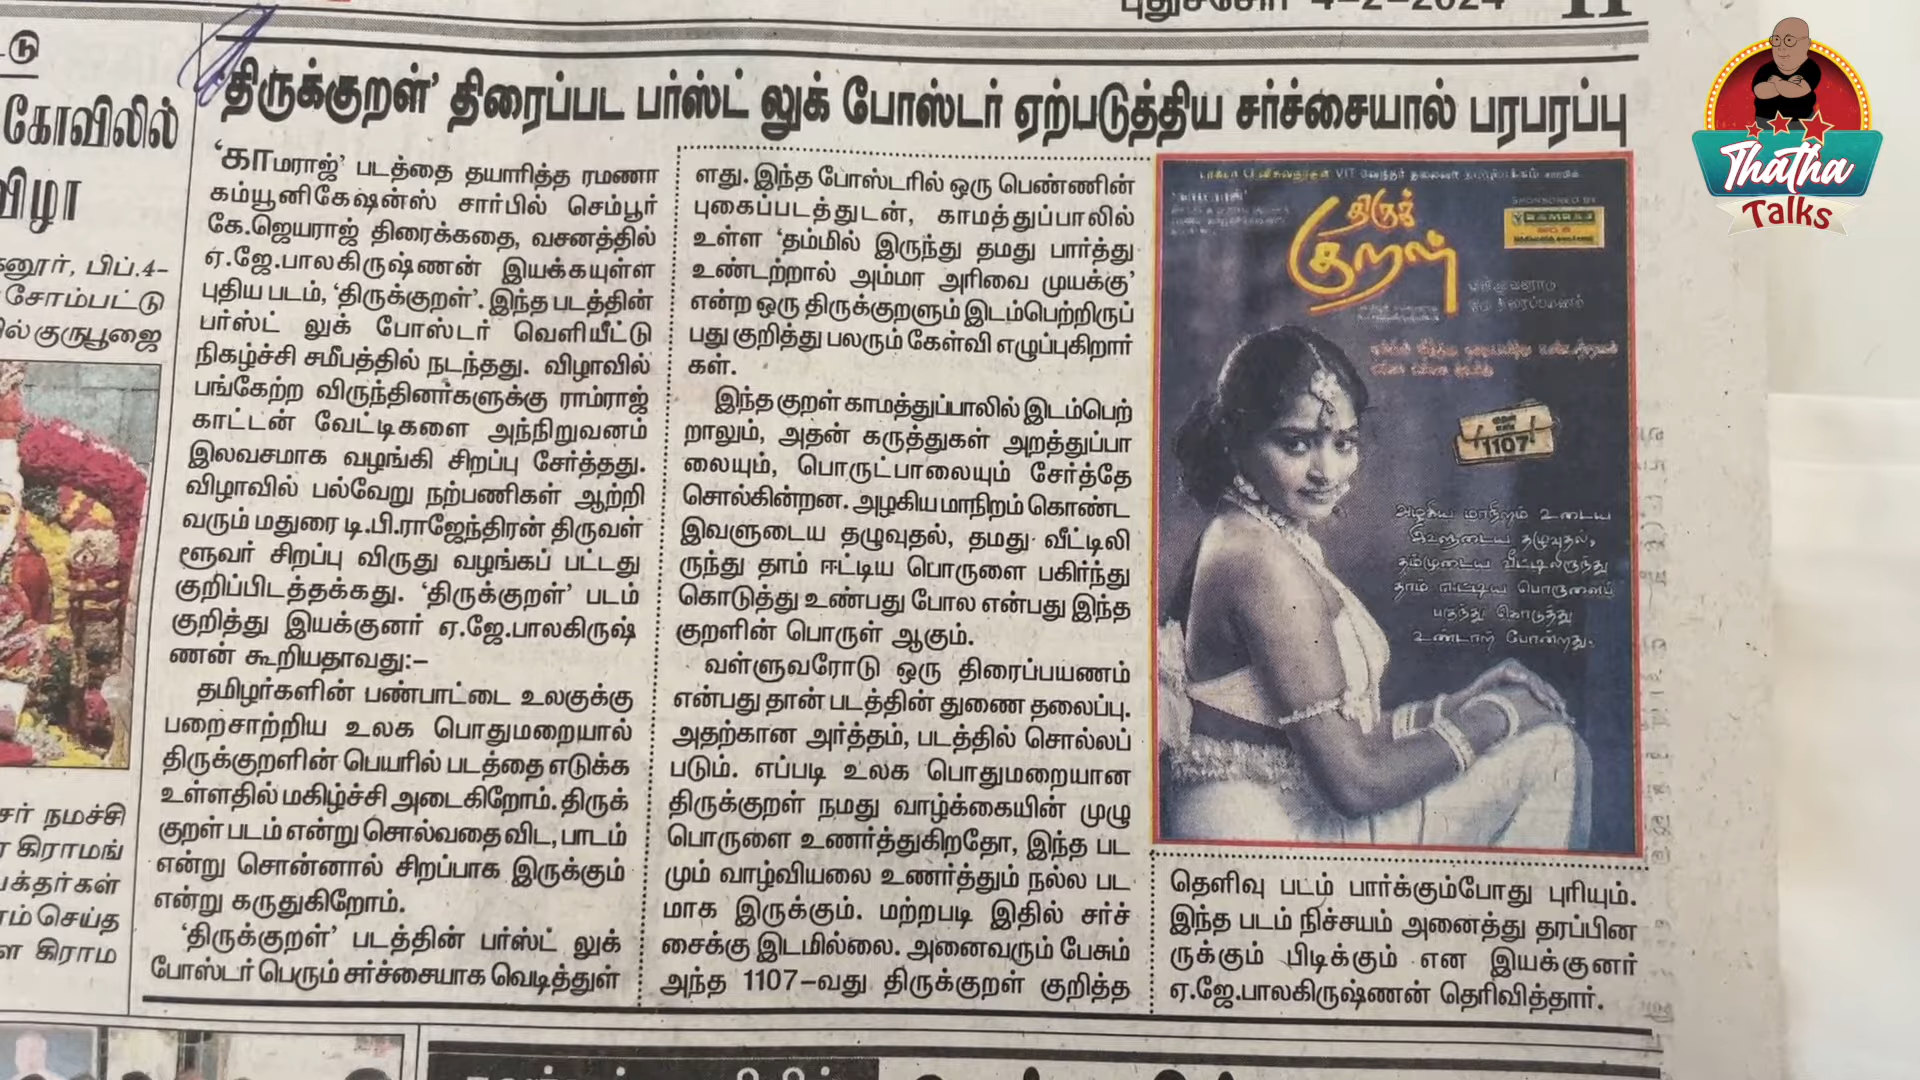 புதுச்சேரி 4-2-2024 11
கோவிலில்
விழா
பிப்.4-
சோம்பட்டு
குருபூஜை
‘திருக்குறள்’ திரைப்பட பர்ஸ்ட் லுக் போஸ்டர் ஏற்படுத்திய சர்ச்சையால் பரபரப்பு
‘காமராஜ்’ படத்தை தயாரித்த ரமணா
கம்யூனிகேஷன்ஸ் சார்பில் செம்பூர்
கே.ஜெயராஜ் திரைக்கதை, வசனத்தில்
ஏ.ஜே.பாலகிருஷ்ணன் இயக்கயுள்ள
புதிய படம், ‘திருக்குறள்’. இந்த படத்தின்
பர்ஸ்ட் லுக் போஸ்டர் வெளியீட்டு
நிகழ்ச்சி சமீபத்தில் நடந்தது. விழாவில்
பங்கேற்ற விருந்தினர்களுக்கு ராம்ராஜ்
காட்டன் வேட்டிகளை அந்நிறுவனம்
இலவசமாக வழங்கி சிறப்பு சேர்த்தது.
விழாவில் பல்வேறு நற்பணிகள் ஆற்றி
வரும் மதுரை டி.பி.ராஜேந்திரன் திருவள்
ளூவர் சிறப்பு விருது வழங்கப் பட்டது
குறிப்பிடத்தக்கது. ‘திருக்குறள்’ படம்
குறித்து இயக்குனர் ஏ.ஜே.பாலகிருஷ்
ணன் கூறியதாவது:–
தமிழர்களின் பண்பாட்டை உலகுக்கு
பறைசாற்றிய உலக பொதுமறையால்
திருக்குறளின் பெயரில் படத்தை எடுக்க
உள்ளதில் மகிழ்ச்சி அடைகிறோம். திருக்
குறள் படம் என்று சொல்வதை விட, பாடம்
என்று சொன்னால் சிறப்பாக இருக்கும்
என்று கருதுகிறோம்.
‘திருக்குறள்’ படத்தின் பர்ஸ்ட் லுக்
போஸ்டர் பெரும் சர்ச்சையாக வெடித்துள்
ளது. இந்த போஸ்டரில் ஒரு பெண்ணின்
புகைப்படத்துடன், காமத்துப்பாலில்
உள்ள ‘தம்மில் இருந்து தமது பார்த்து
உண்டற்றால் அம்மா அரிவை முயக்கு’
என்ற ஒரு திருக்குறளும் இடம்பெற்றிருப்
பது குறித்து பலரும் கேள்வி எழுப்புகிறார்
கள்.
இந்த குறள் காமத்துப்பாலில் இடம்பெற்
றாலும், அதன் கருத்துகள் அறத்துப்பா
லையும், பொருட்பாலையும் சேர்த்தே
சொல்கின்றன. அழகிய மாநிறம் கொண்ட
இவளுடைய தழுவுதல், தமது வீட்டிலி
ருந்து தாம் ஈட்டிய பொருளை பகிர்ந்து
கொடுத்து உண்பது போல என்பது இந்த
குறளின் பொருள் ஆகும்.
வள்ளுவரோடு ஒரு திரைப்பயணம்
என்பது தான் படத்தின் துணை தலைப்பு.
அதற்கான அர்த்தம், படத்தில் சொல்லப்
படும். எப்படி உலக பொதுமறையான
திருக்குறள் நமது வாழ்க்கையின் முழு
பொருளை உணர்த்துகிறதோ, இந்த பட
மும் வாழ்வியலை உணர்த்தும் நல்ல பட
மாக இருக்கும். மற்றபடி இதில் சர்ச்
சைக்கு இடமில்லை. அனைவரும் பேசும்
அந்த 1107–வது திருக்குறள் குறித்த
திருக்
குறள்
SPONSORED BY
RAMRAJ
1107
அழகிய மாநிறம் உடைய
இவளுடைய தழுவுதல்,
தம்முடைய வீட்டிலிருந்து
தாம் ஈட்டிய பொருளைப்
பகுந்து கொடுத்து
உண்டாற் போன்றது.
தெளிவு படம் பார்க்கும்போது புரியும்.
இந்த படம் நிச்சயம் அனைத்து தரப்பின
ருக்கும் பிடிக்கும் என இயக்குனர்
ஏ.ஜே.பாலகிருஷ்ணன் தெரிவித்தார்.
நமச்சி
கிராமங்
செய்த
கிராம
Thatha
Talks